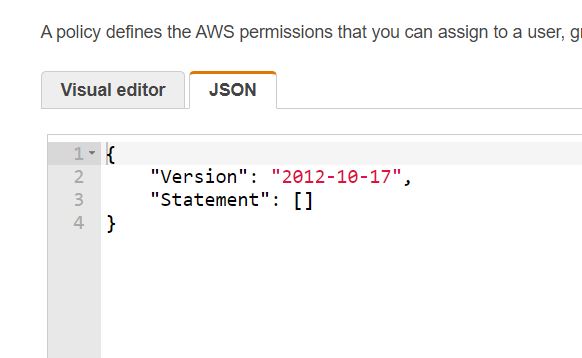 A policy defines the AWS permissions that you can assign to a user,
Visual editor JSON
1 {
2 "Version": "2012-10-17",
3 "Statement": []
4 }